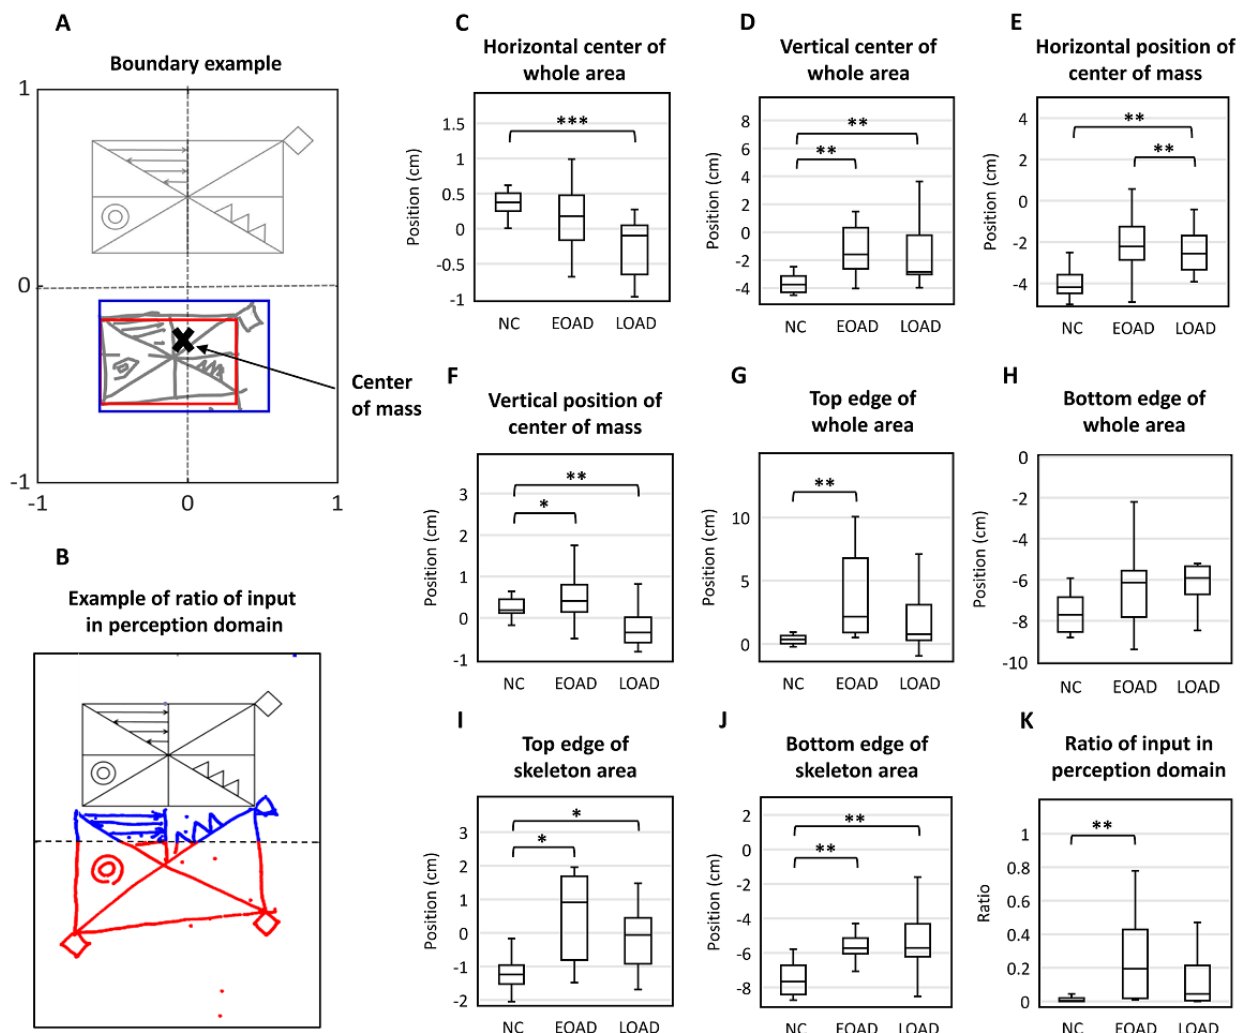 A
Boundary example
1
0
-1
-1
0
1
Center
of mass
B
Example of ratio of input
in perception domain
C
Horizontal center of
whole area
Position (cm)
1.5
1
0.5
0
-0.5
-1
***
NC EOAD LOAD
D
Vertical center of
whole area
Position (cm)
8
6
4
2
0
-2
-4
**
**
NC EOAD LOAD
E
Horizontal position of
center of mass
Position (cm)
4
2
0
-2
-4
**
**
NC EOAD LOAD
F
Vertical position of
center of mass
Position (cm)
3
2
1
0
-1
**
*
NC EOAD LOAD
G
Top edge of
whole area
Position (cm)
10
5
0
**
NC EOAD LOAD
H
Bottom edge of
whole area
Position (cm)
0
-2
-4
-6
-8
-10
NC EOAD LOAD
I
Top edge of
skeleton area
Position (cm)
3
2
1
0
-1
-2
*
*
NC EOAD LOAD
J
Bottom edge of
skeleton area
Position (cm)
2
0
-2
-4
-6
-8
**
**
NC EOAD LOAD
K
Ratio of input in
perception domain
Ratio
1
0.8
0.6
0.4
0.2
0
**
NC EOAD LOAD